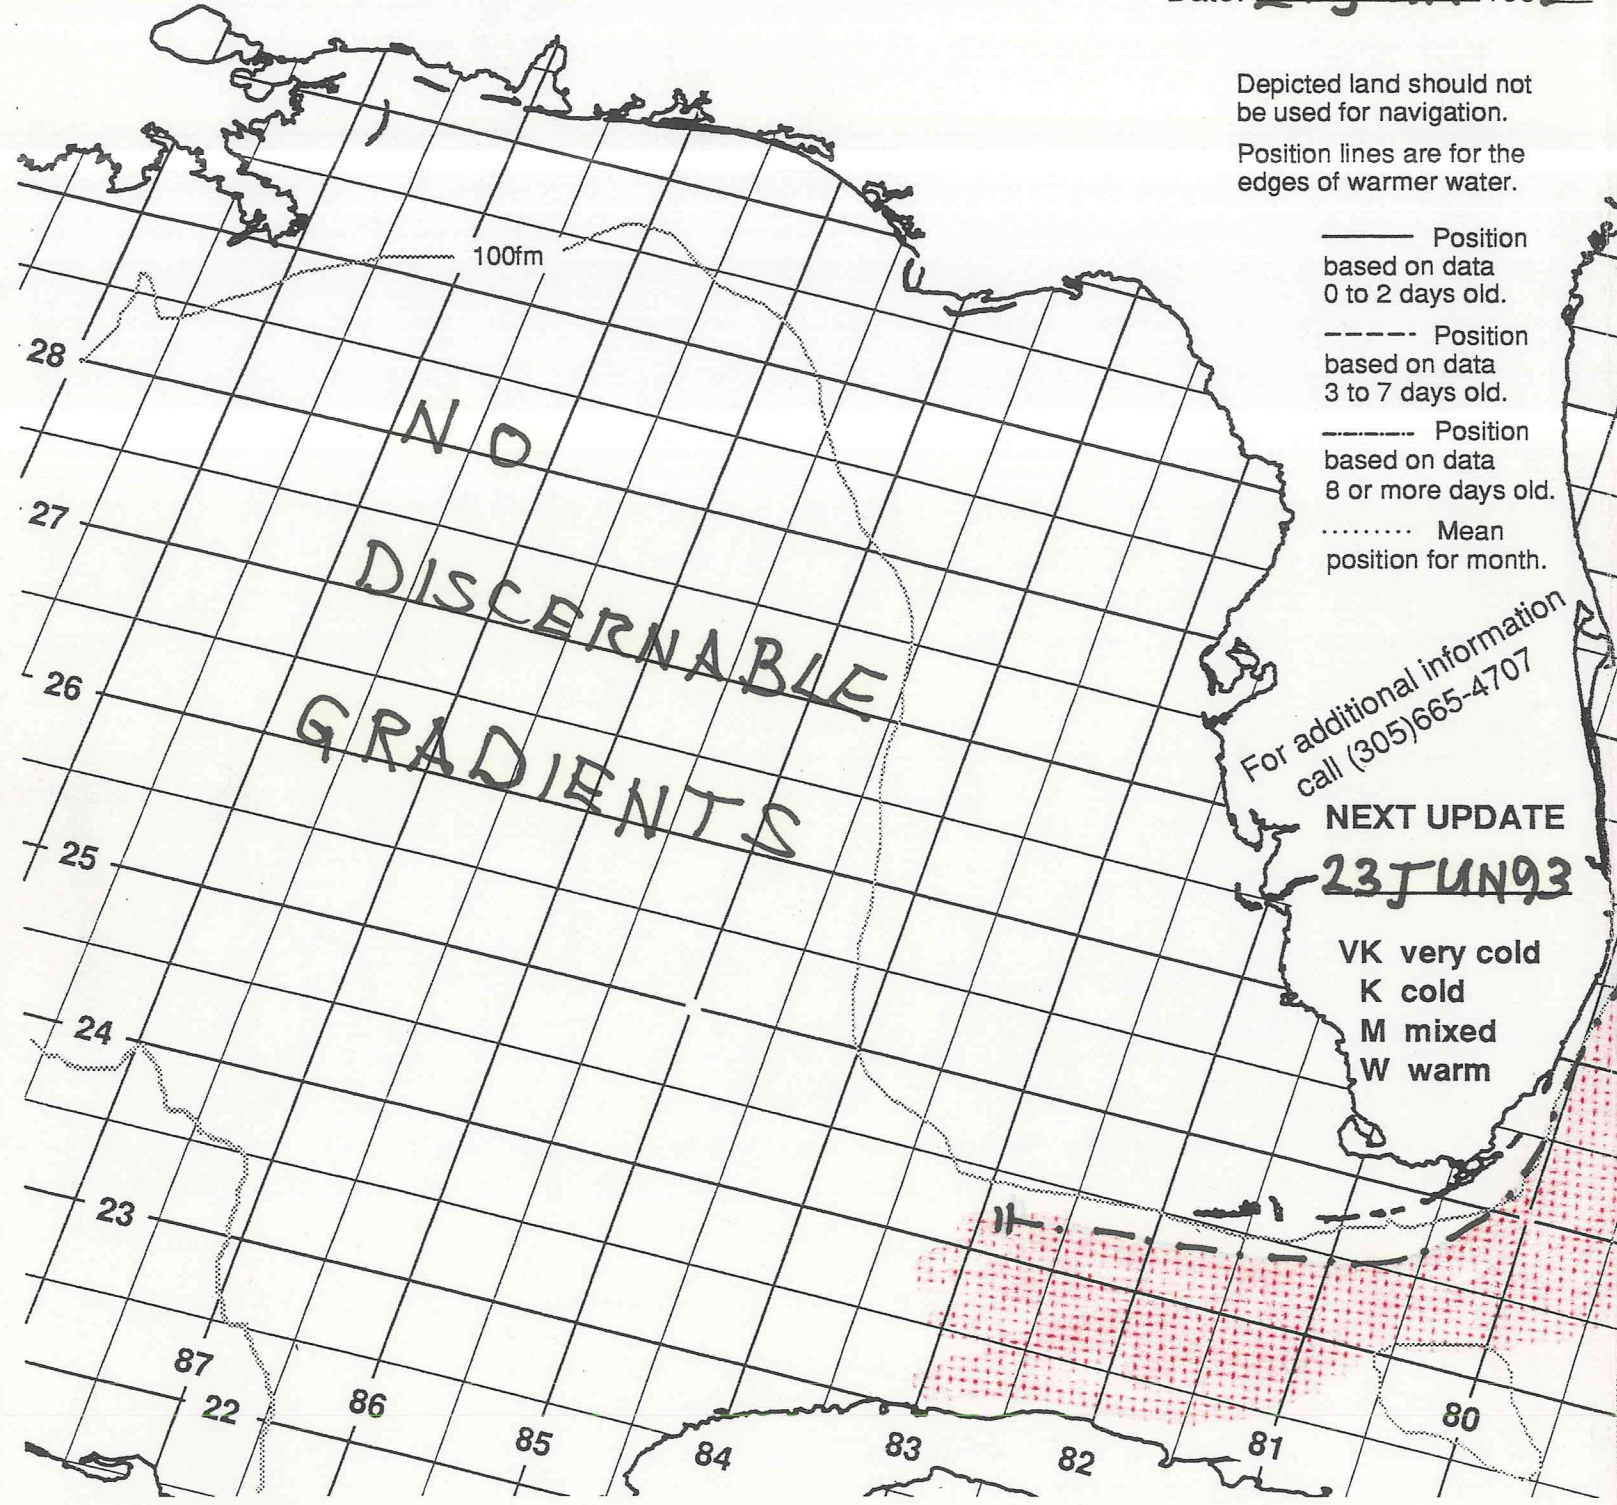 Depicted land should not
be used for navigation.
Position lines are for the
edges of warmer water.
Position
based on data
0 to 2 days old.
Position
based on data
3 to 7 days old.
Position
based on data
8 or more days old.
Mean
position for month.
100fm
28
NO
27
DISCERNABLE
26
GRADIENTS
For additional information
call (305)665-4707
NEXT UPDATE
23JUN93
25
VK very cold
K cold
M mixed
W warm
24
23
87
22
86
85
84
83
82
81
80